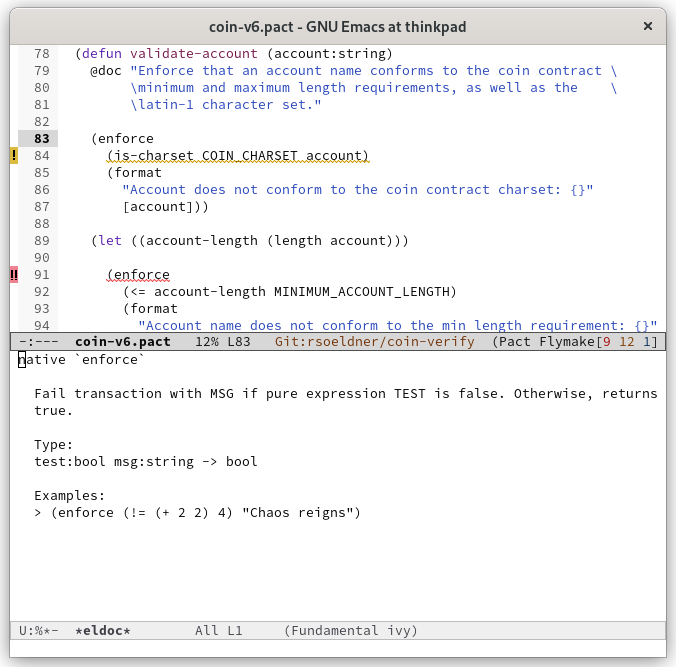 coin-v6.pact - GNU Emacs at thinkpad ×
78 (defun validate-account (account:string)
79 @doc "Enforce that an account name conforms to the coin contract \
80 \minimum and maximum length requirements, as well as the \
81 \latin-1 character set."
82
83 (enforce
! 84 (is-charset COIN_CHARSET account)
85 (format
86 "Account does not conform to the coin contract charset: {}"
87 [account]))
88
89 (let ((account-length (length account)))
90
!! 91 (enforce
92 (<= account-length MINIMUM_ACCOUNT_LENGTH)
93 (format
94 "Account name does not conform to the min length requirement: {}"
-:--- coin-v6.pact 12% L83 Git:rsoeldner/coin-verify (Pact Flymake[9 12 1]
native `enforce`
Fail transaction with MSG if pure expression TEST is false. Otherwise, returns
true.
Type:
test:bool msg:string -> bool
Examples:
> (enforce (!= (+ 2 2) 4) "Chaos reigns")
U:%*- *eldoc* All L1 (Fundamental ivy)